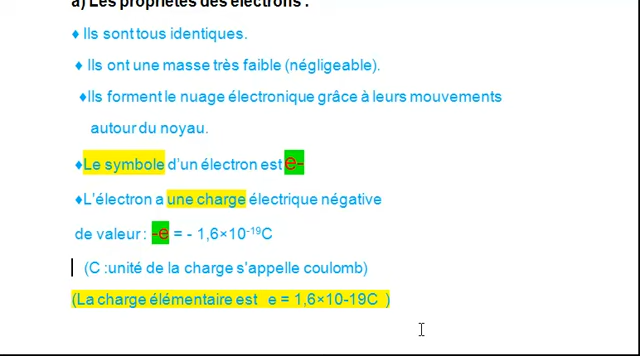 a) Les propriétés des électrons :
♦ Ils sont tous identiques.
♦ Ils ont une masse très faible (négligeable).
♦Ils forment le nuage électronique grâce à leurs mouvements
autour du noyau.
♦Le symbole d'un électron est e-
♦L'électron a une charge électrique négative
de valeur : -e = - 1,6×10⁻¹⁹C
(C :unité de la charge s'appelle coulomb)
(La charge élémentaire est e = 1,6×10-19C )